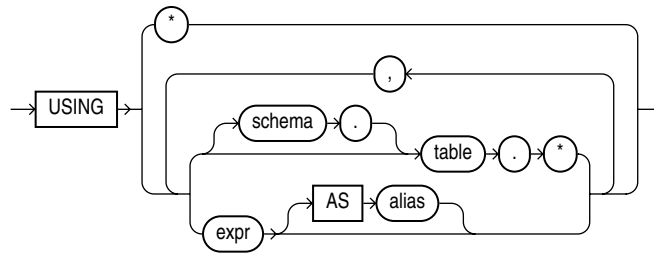 *
,
USING
schema .
table . *
AS alias
expr